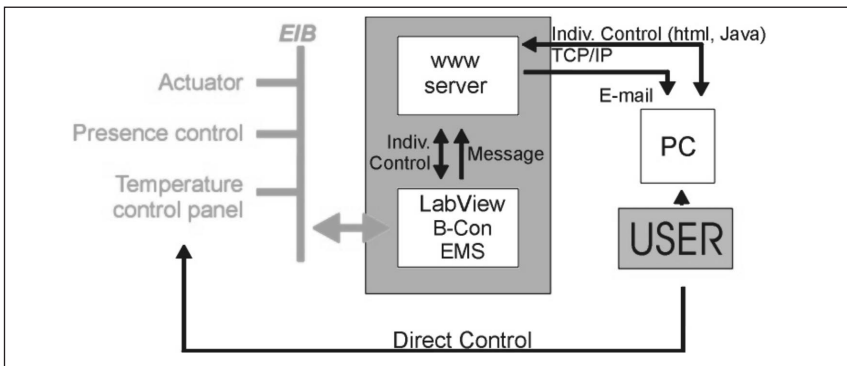 EIB
Actuator
Presence control
Temperature
control panel
www
server
Indiv.
Control
Message
LabView
B-Con
EMS
Indiv. Control (html, Java)
TCP/IP
E-mail
PC
USER
Direct Control